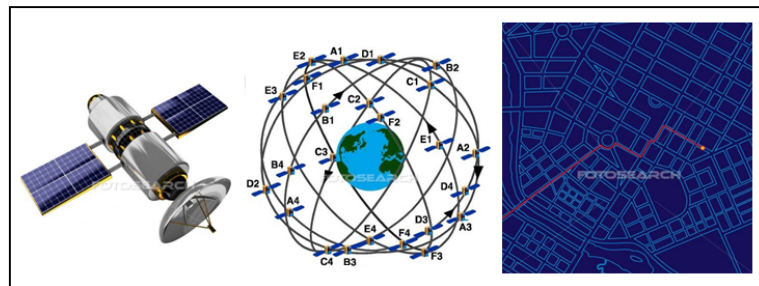 FOTOSEARCH
E2 A1 D1
B2
F1 C1
E3
C2
B1
F2
E1
C3 A2
B4
D2 D4
A4
D3 A3
E4 F4
C4 B3 F3
FOTOSEARCH